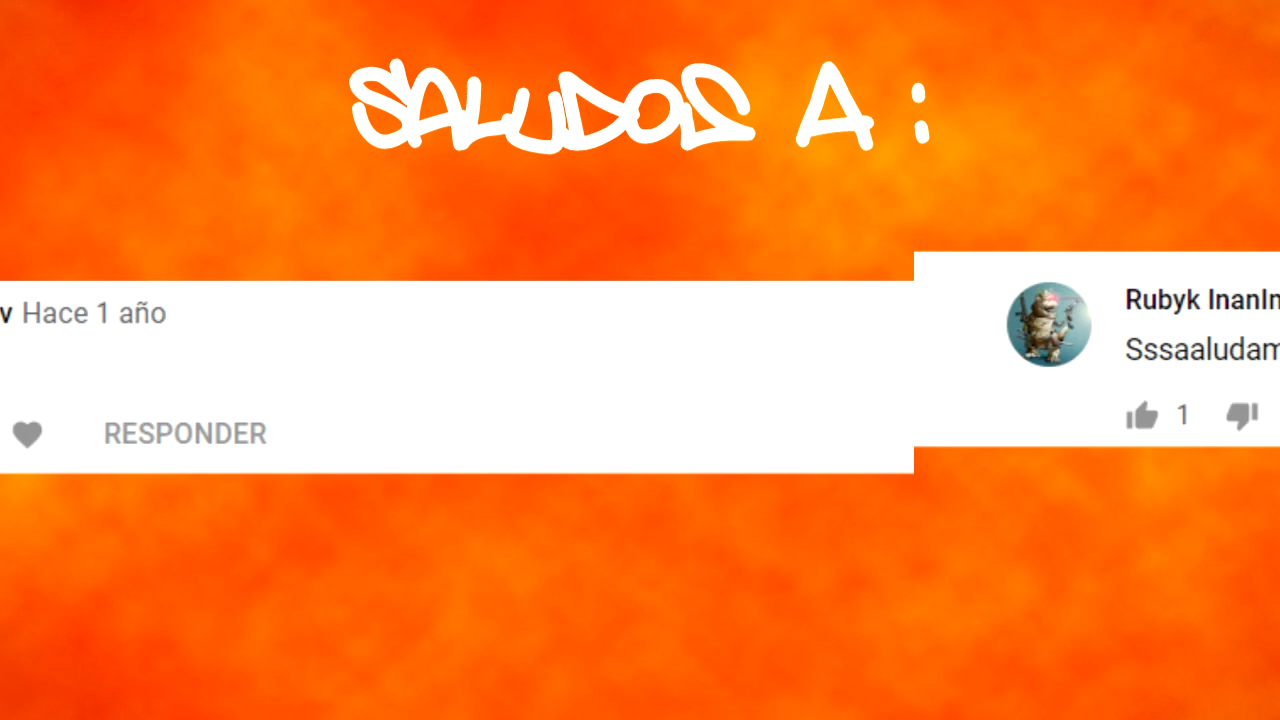 SALUDOS A :
v Hace 1 año
RESPONDER
Rubyk InanIn
Sssaaludam
1